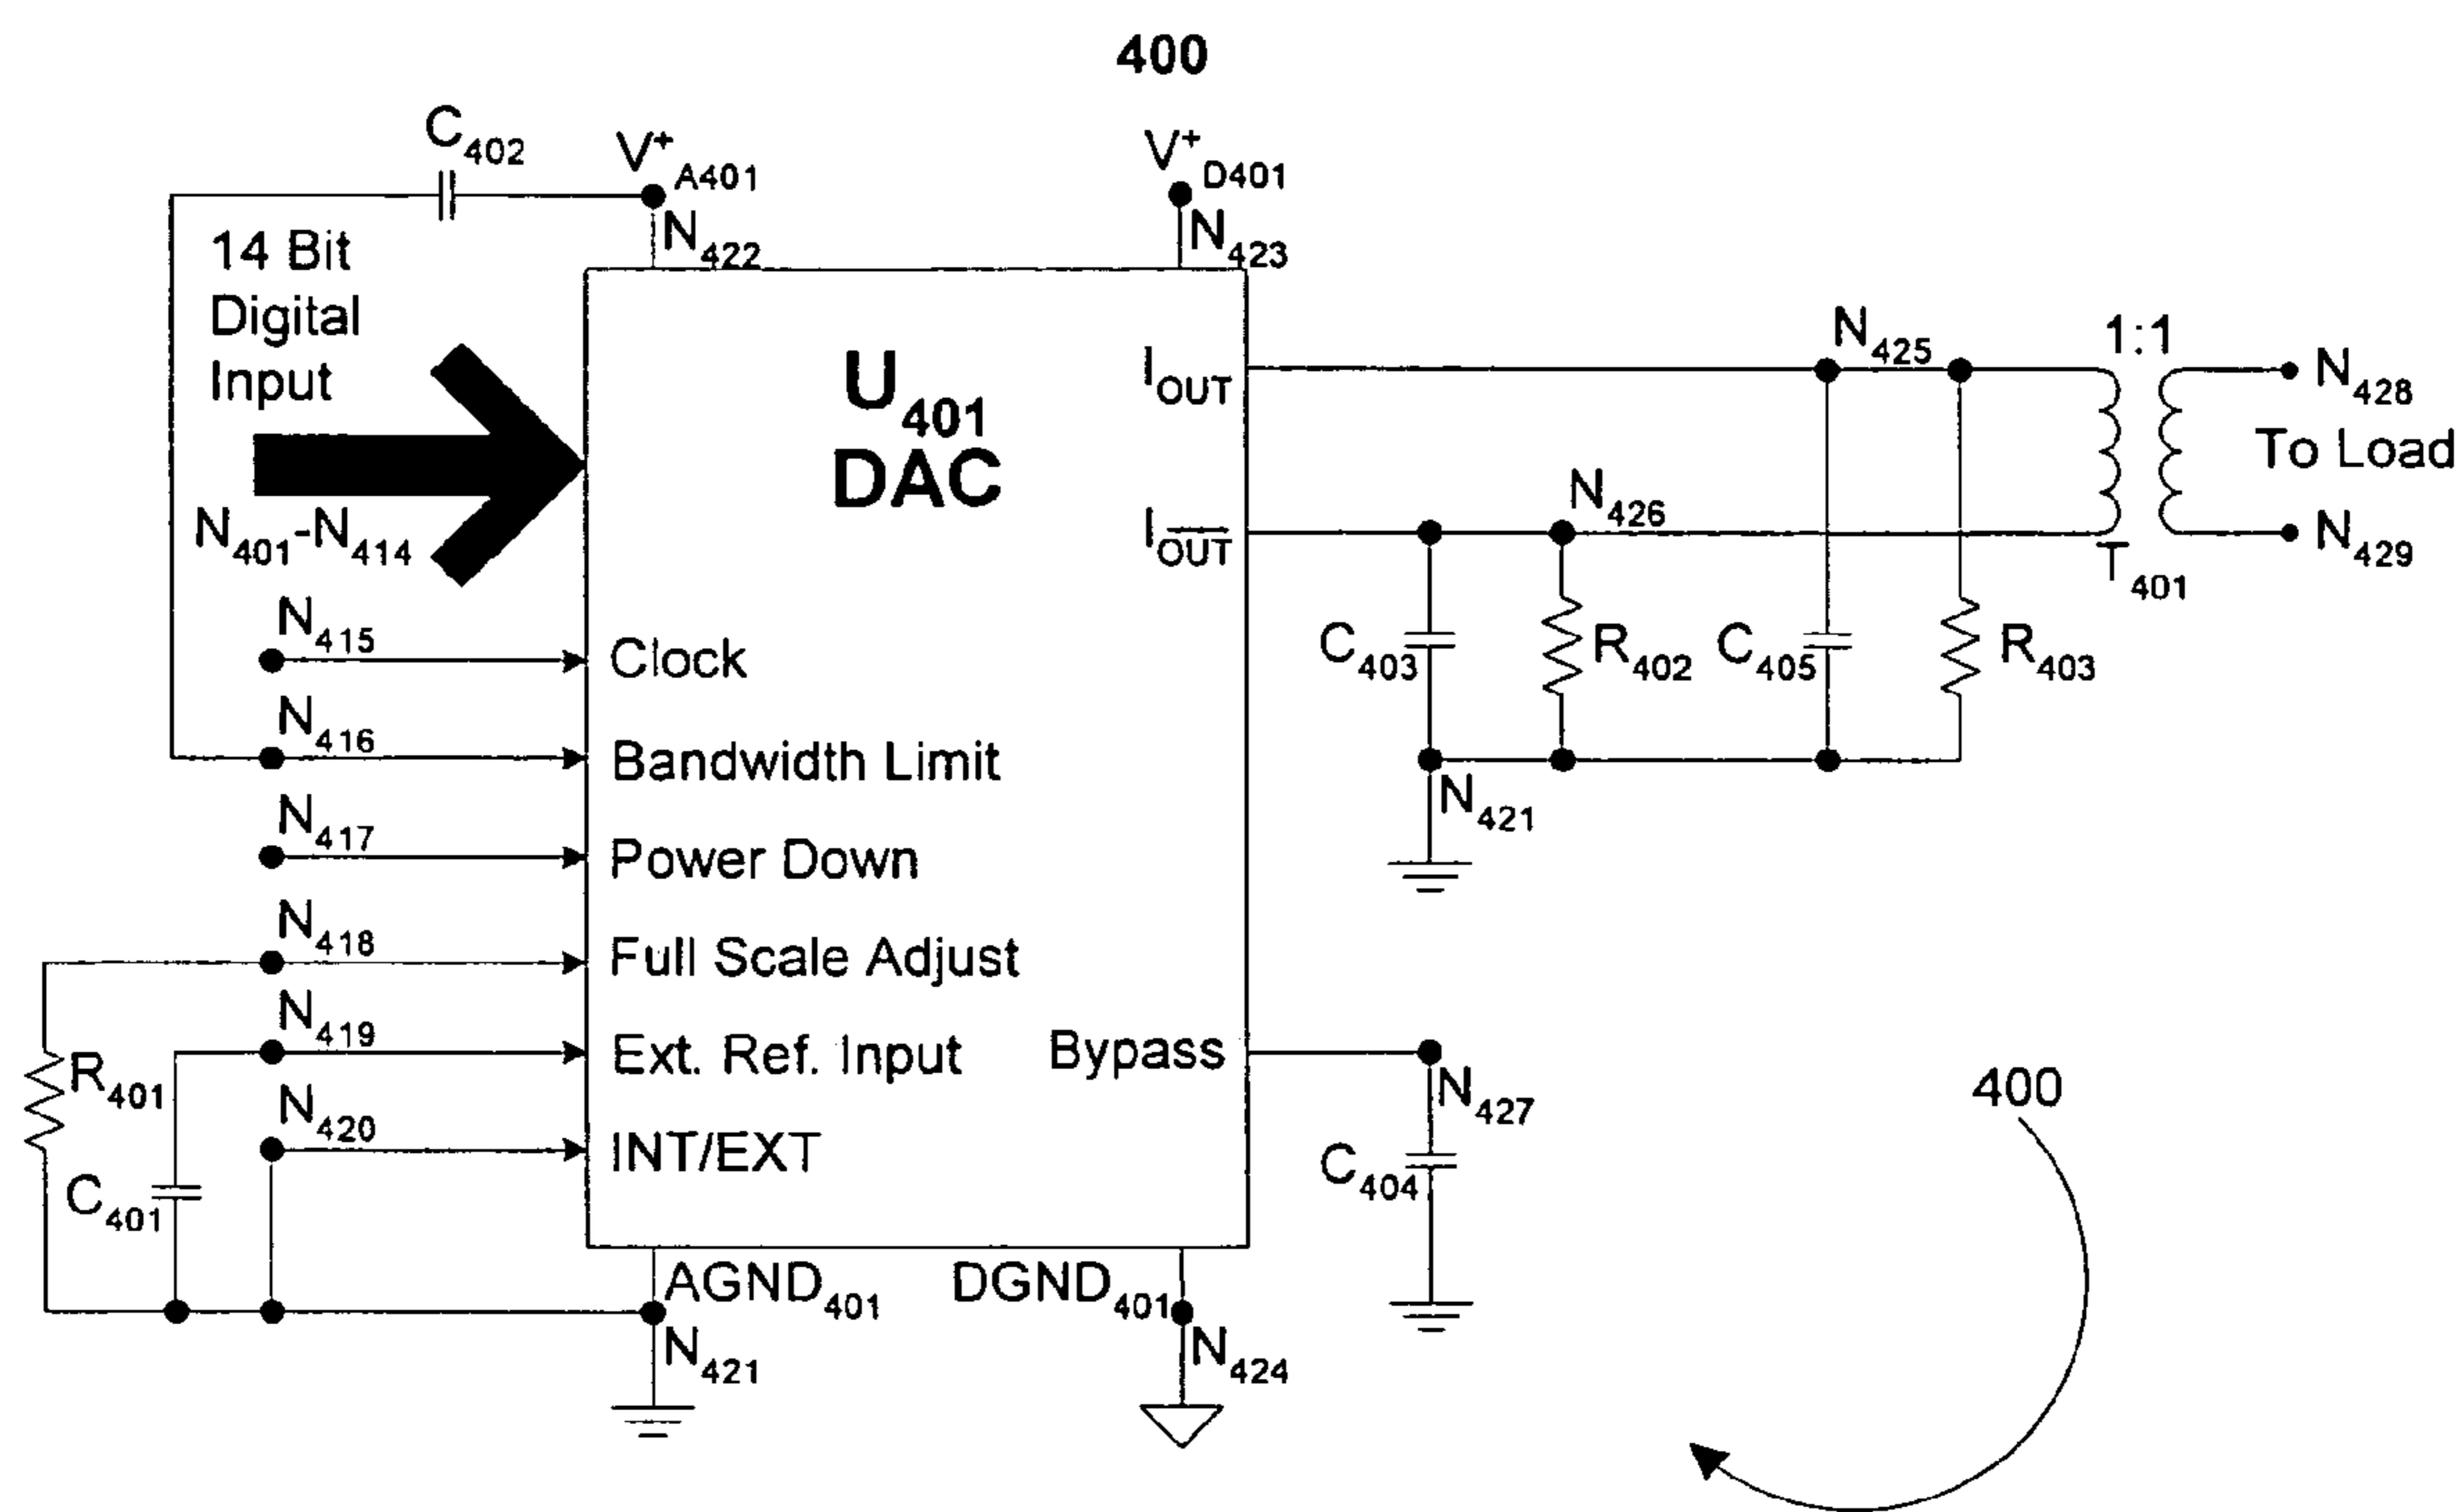 400
C402
V+A401
V+D401
N422
N423
14 Bit
Digital
Input
N401-N414
U401
DAC
IOUT
IOUT
N425
1:1
N428
To Load
N426
N429
T401
N415
Clock
C403
R402
C405
R403
N416
Bandwidth Limit
N421
N417
Power Down
N418
Full Scale Adjust
N419
Ext. Ref. Input
Bypass
R401
N427
400
N420
INT/EXT
C404
C401
AGND401
DGND401
N421
N424